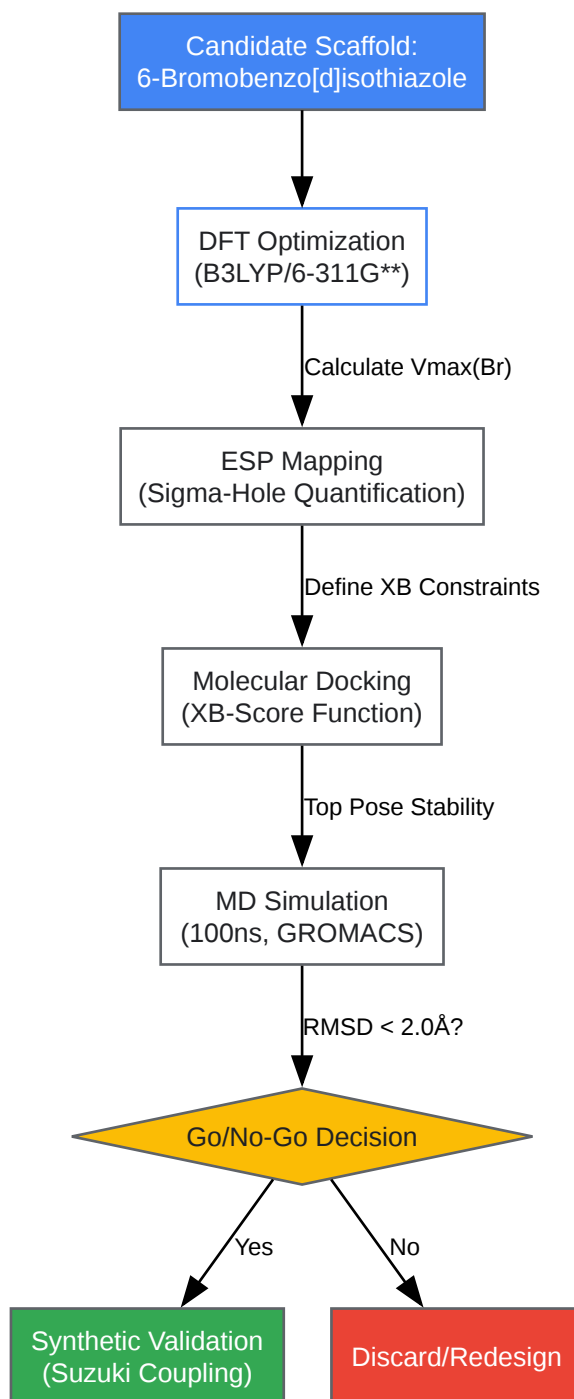 Candidate Scaffold:
6-Bromobenzo[d]isothiazole
DFT Optimization
(B3LYP/6-311G**)
Calculate Vmax(Br)
ESP Mapping
(Sigma-Hole Quantification)
Define XB Constraints
Molecular Docking
(XB-Score Function)
Top Pose Stability
MD Simulation
(100ns, GROMACS)
RMSD < 2.0Å?
Go/No-Go Decision
Yes
No
Synthetic Validation
(Suzuki Coupling)
Discard/Redesign